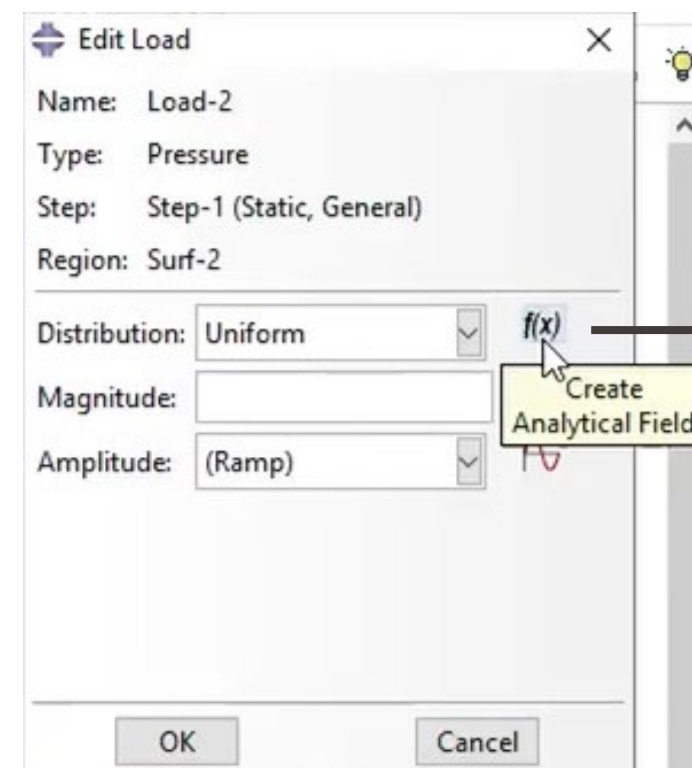 Edit Load
Name: Load-2
Type: Pressure
Step: Step-1 (Static, General)
Region: Surf-2
Distribution: Uniform f(x)
Create
Magnitude:
Analytical Field
Amplitude: (Ramp)
OK Cancel